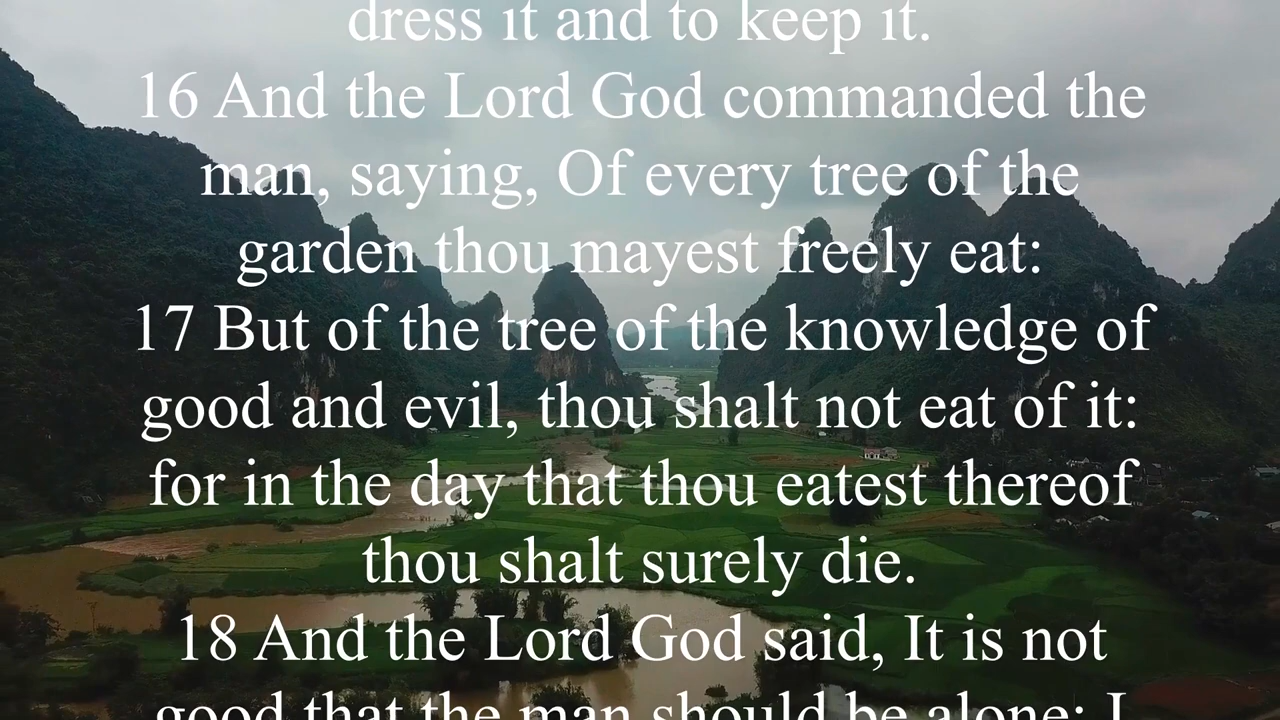 dress it and to keep it.
16 And the Lord God commanded the
man, saying, Of every tree of the
garden thou mayest freely eat:
17 But of the tree of the knowledge of
good and evil, thou shalt not eat of it:
for in the day that thou eatest thereof
thou shalt surely die.
18 And the Lord God said, It is not
good that the man should be alone; I